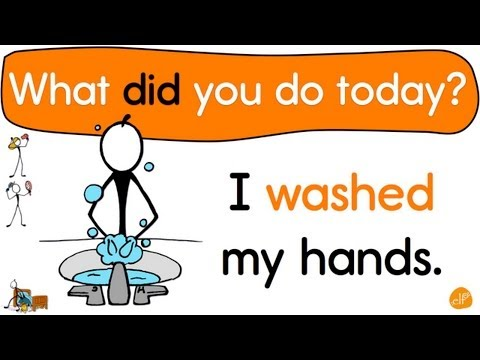 What did you do today?
I washed
my hands.